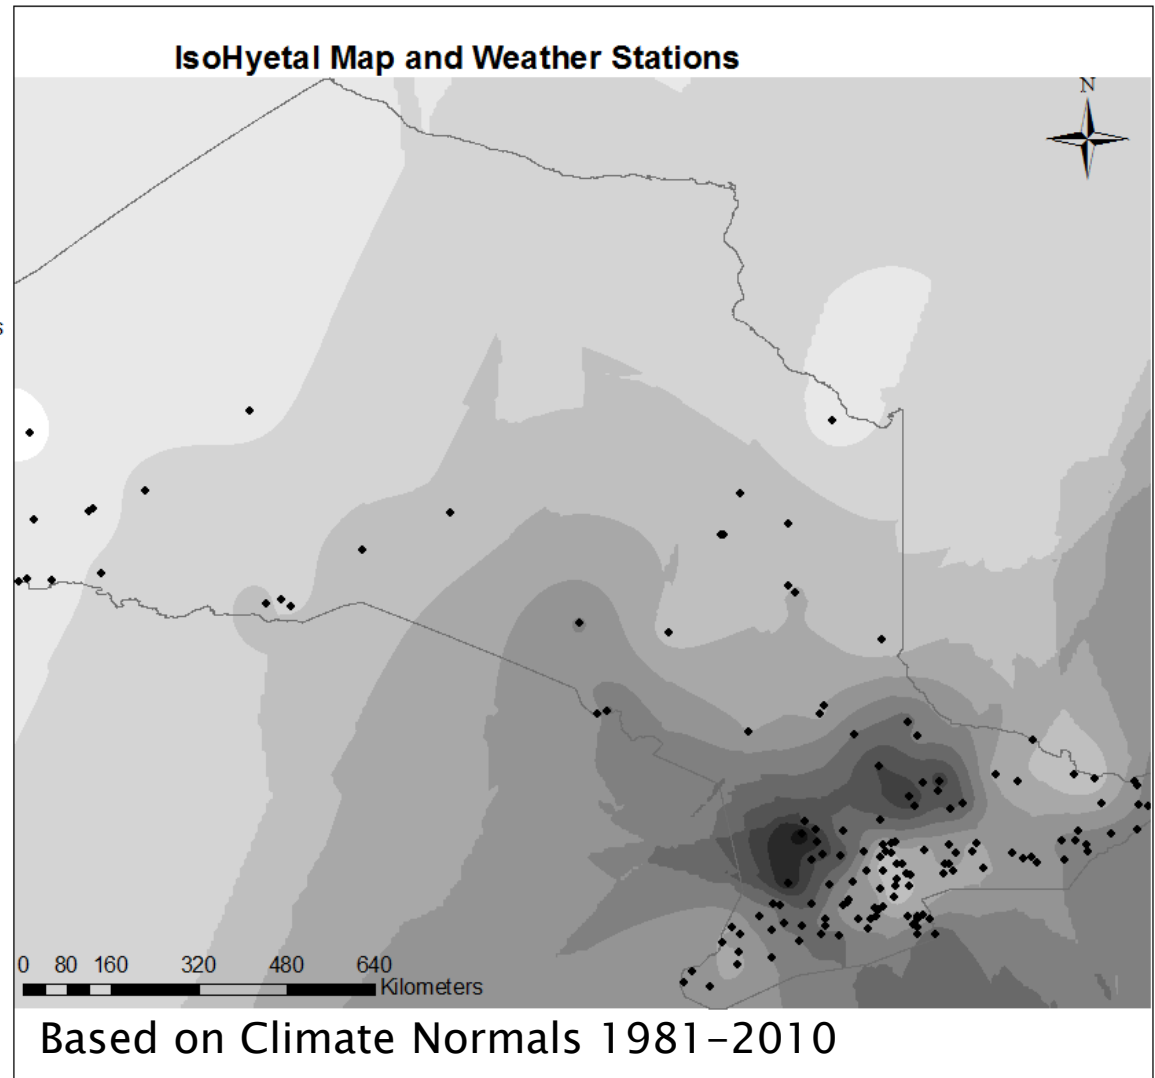 IsoHyetal Map and Weather Stations
N
s
0 80 160 320 480 640
Kilometers
Based on Climate Normals 1981-2010